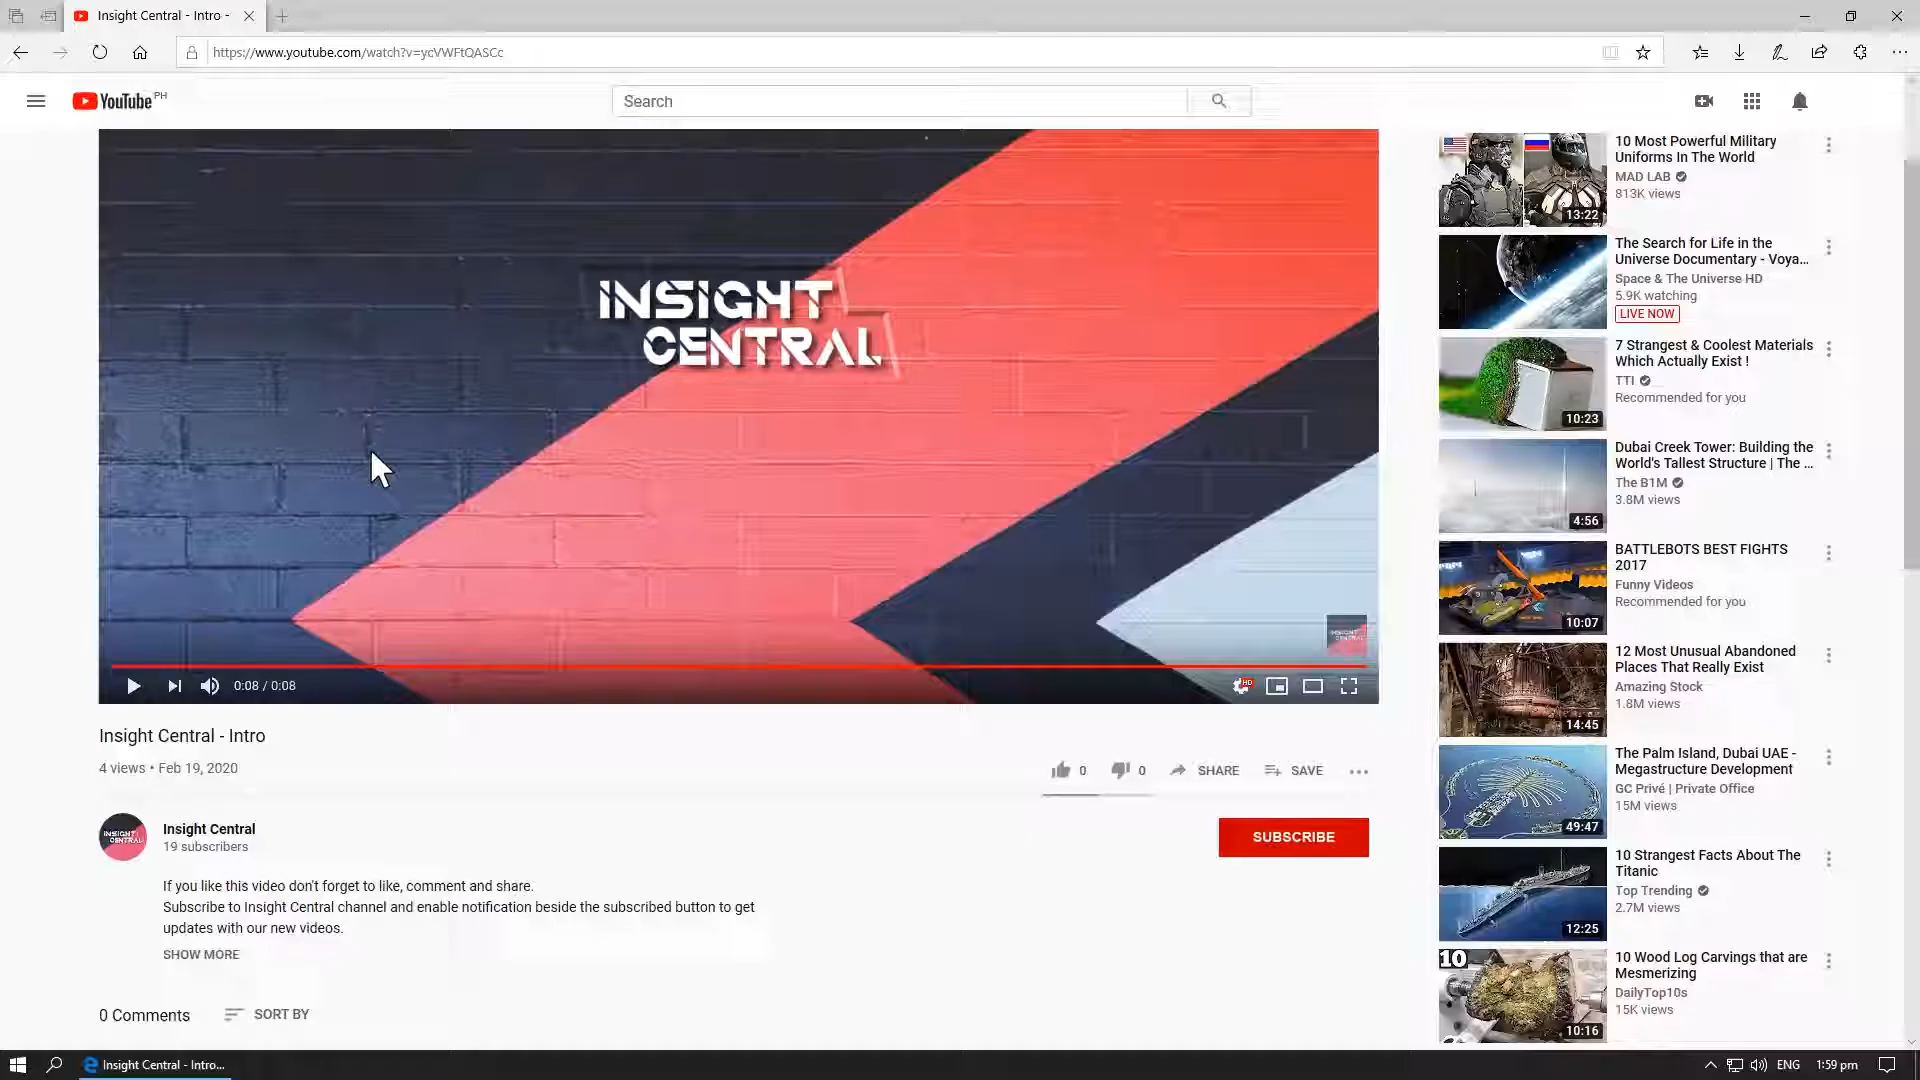 Insight Central - Intro -
https://www.youtube.com/watch?v=ycVWFtQASCc
YouTube PH
Search
INSIGHT
CENTRAL
0:08 / 0:08
HD
Insight Central - Intro
4 views • Feb 19, 2020
0
0
SHARE
SAVE
INSIGHT
CENTRAL
Insight Central
19 subscribers
SUBSCRIBE
If you like this video don't forget to like, comment and share.
Subscribe to Insight Central channel and enable notification beside the subscribed button to get
updates with our new videos.
SHOW MORE
0 Comments
SORT BY
13:22
10 Most Powerful Military
Uniforms In The World
MAD LAB
813K views
The Search for Life in the
Universe Documentary - Voya...
Space & The Universe HD
5.9K watching
LIVE NOW
10:23
7 Strangest & Coolest Materials
Which Actually Exist !
TTI
Recommended for you
4:56
Dubai Creek Tower: Building the
World's Tallest Structure | The ...
The B1M
3.8M views
10:07
BATTLEBOTS BEST FIGHTS
2017
Funny Videos
Recommended for you
14:45
12 Most Unusual Abandoned
Places That Really Exist
Amazing Stock
1.8M views
49:47
The Palm Island, Dubai UAE -
Megastructure Development
GC Privé | Private Office
15M views
12:25
10 Strangest Facts About The
Titanic
Top Trending
2.7M views
10
10:16
10 Wood Log Carvings that are
Mesmerizing
DailyTop10s
15K views
Insight Central - Intro...
ENG
1:59 pm